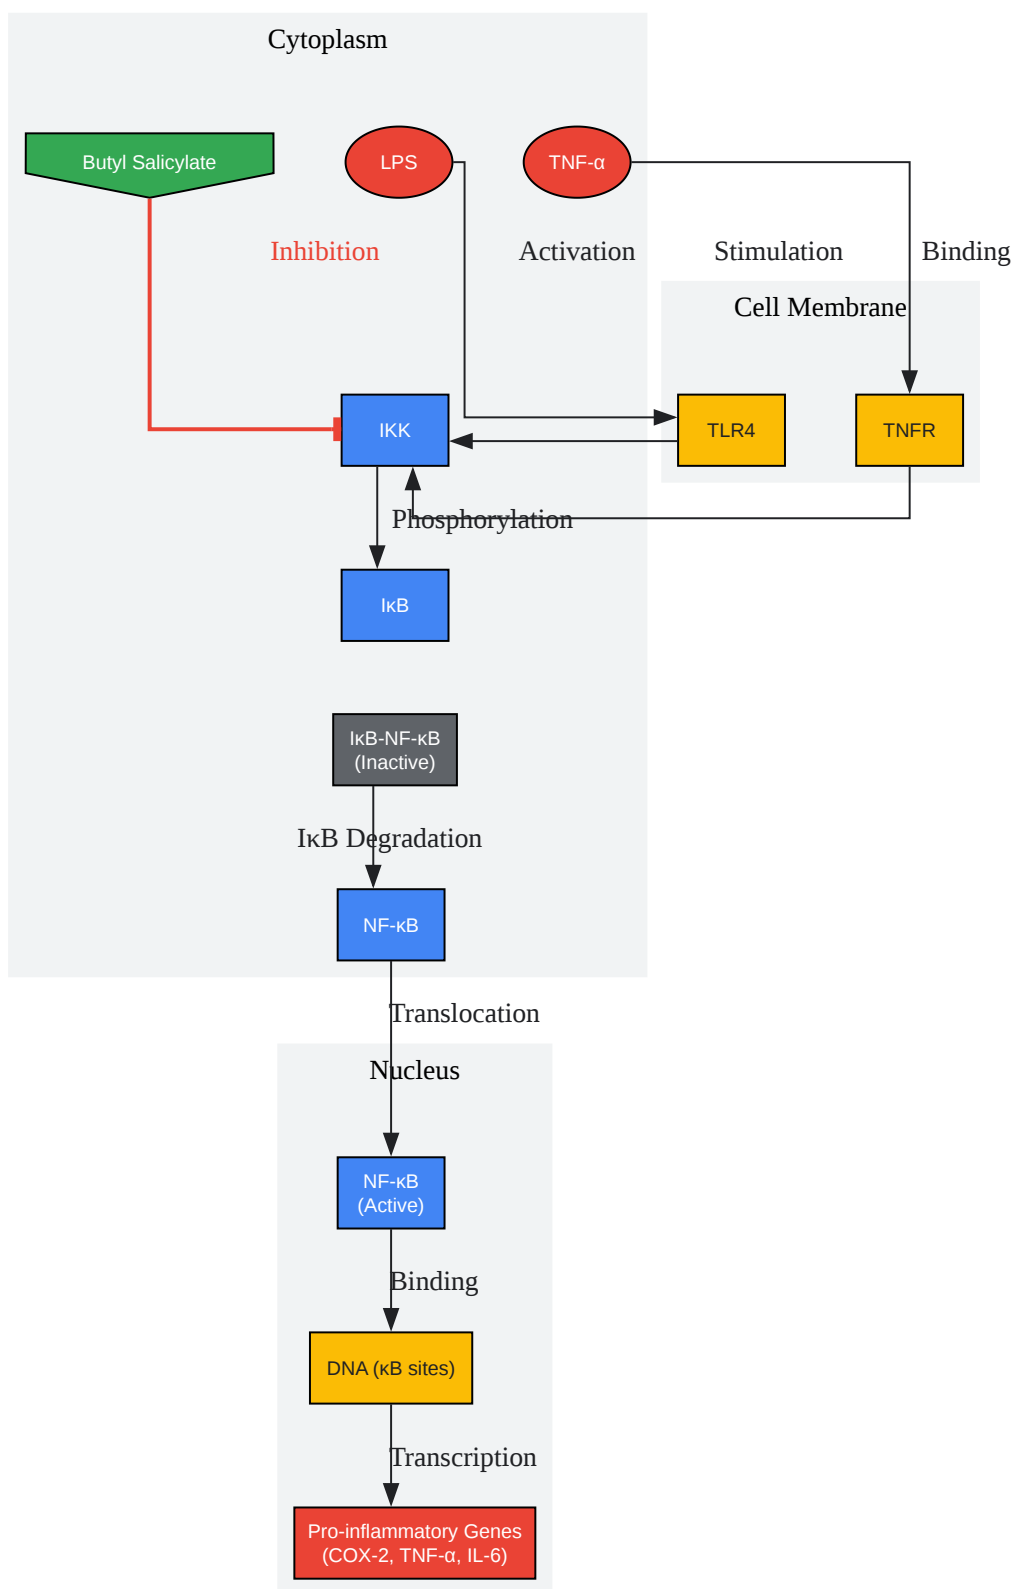 Cytoplasm
Butyl Salicylate
LPS
TNF-α
Inhibition
Activation
Stimulation
Binding
Cell Membrane
IKK
TLR4
TNFR
Phosphorylation
IκB
IκB-NF-κB
(Inactive)
IκB Degradation
NF-κB
Translocation
Nucleus
NF-κB
(Active)
Binding
DNA (κB sites)
Transcription
Pro-inflammatory Genes
(COX-2, TNF-α, IL-6)